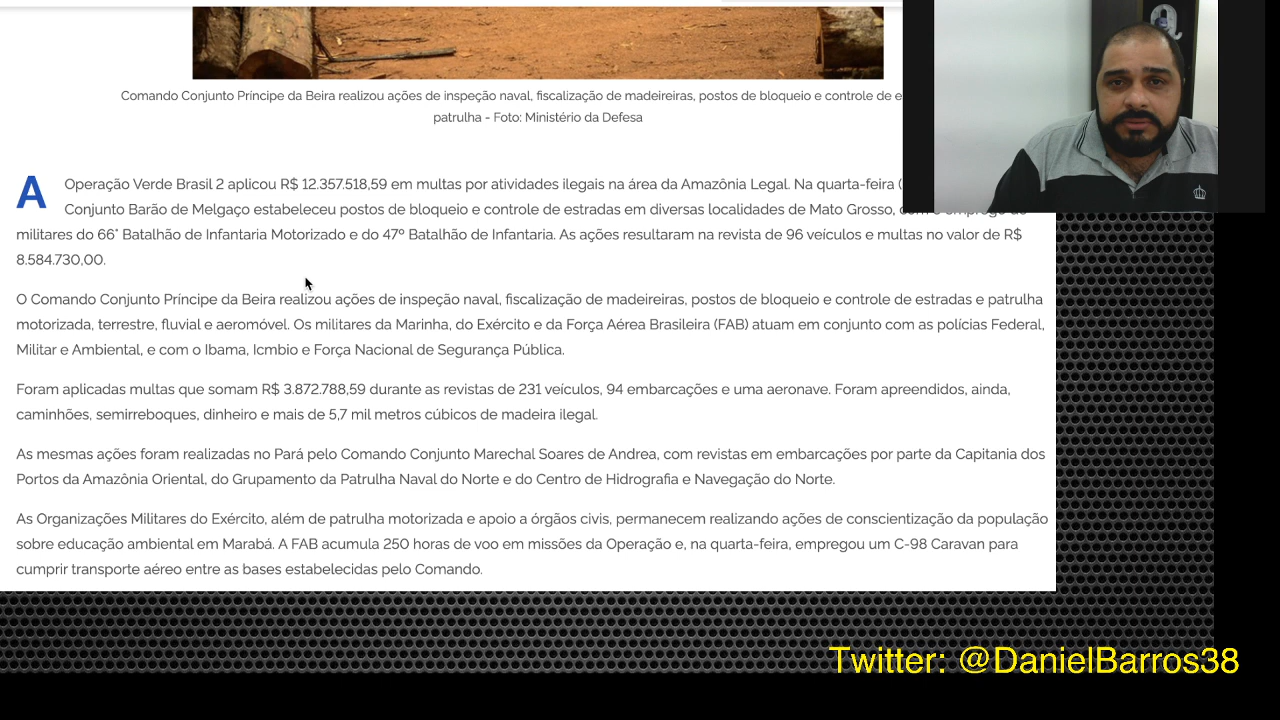 Comando Conjunto Príncipe da Beira realizou ações de inspeção naval, fiscalização de madeireiras, postos de bloqueio e controle de e
patrulha - Foto: Ministério da Defesa
A Operação Verde Brasil 2 aplicou R$ 12.357.518,59 em multas por atividades ilegais na área da Amazônia Legal. Na quarta-feira (
Conjunto Barão de Melgaço estabeleceu postos de bloqueio e controle de estradas em diversas localidades de Mato Grosso, com o emprego de
militares do 66° Batalhão de Infantaria Motorizado e do 47º Batalhão de Infantaria. As ações resultaram na revista de 96 veículos e multas no valor de R$
8.584.730,00.
O Comando Conjunto Príncipe da Beira realizou ações de inspeção naval, fiscalização de madeireiras, postos de bloqueio e controle de estradas e patrulha
motorizada, terrestre, fluvial e aeromóvel. Os militares da Marinha, do Exército e da Força Aérea Brasileira (FAB) atuam em conjunto com as polícias Federal,
Militar e Ambiental, e com o Ibama, Icmbio e Força Nacional de Segurança Pública.
Foram aplicadas multas que somam R$ 3.872.788,59 durante as revistas de 231 veículos, 94 embarcações e uma aeronave. Foram apreendidos, ainda,
caminhões, semirreboques, dinheiro e mais de 5,7 mil metros cúbicos de madeira ilegal.
As mesmas ações foram realizadas no Pará pelo Comando Conjunto Marechal Soares de Andrea, com revistas em embarcações por parte da Capitania dos
Portos da Amazônia Oriental, do Grupamento da Patrulha Naval do Norte e do Centro de Hidrografia e Navegação do Norte.
As Organizações Militares do Exército, além de patrulha motorizada e apoio a órgãos civis, permanecem realizando ações de conscientização da população
sobre educação ambiental em Marabá. A FAB acumula 250 horas de voo em missões da Operação e, na quarta-feira, empregou um C-98 Caravan para
cumprir transporte aéreo entre as bases estabelecidas pelo Comando.
Twitter: @DanielBarros38